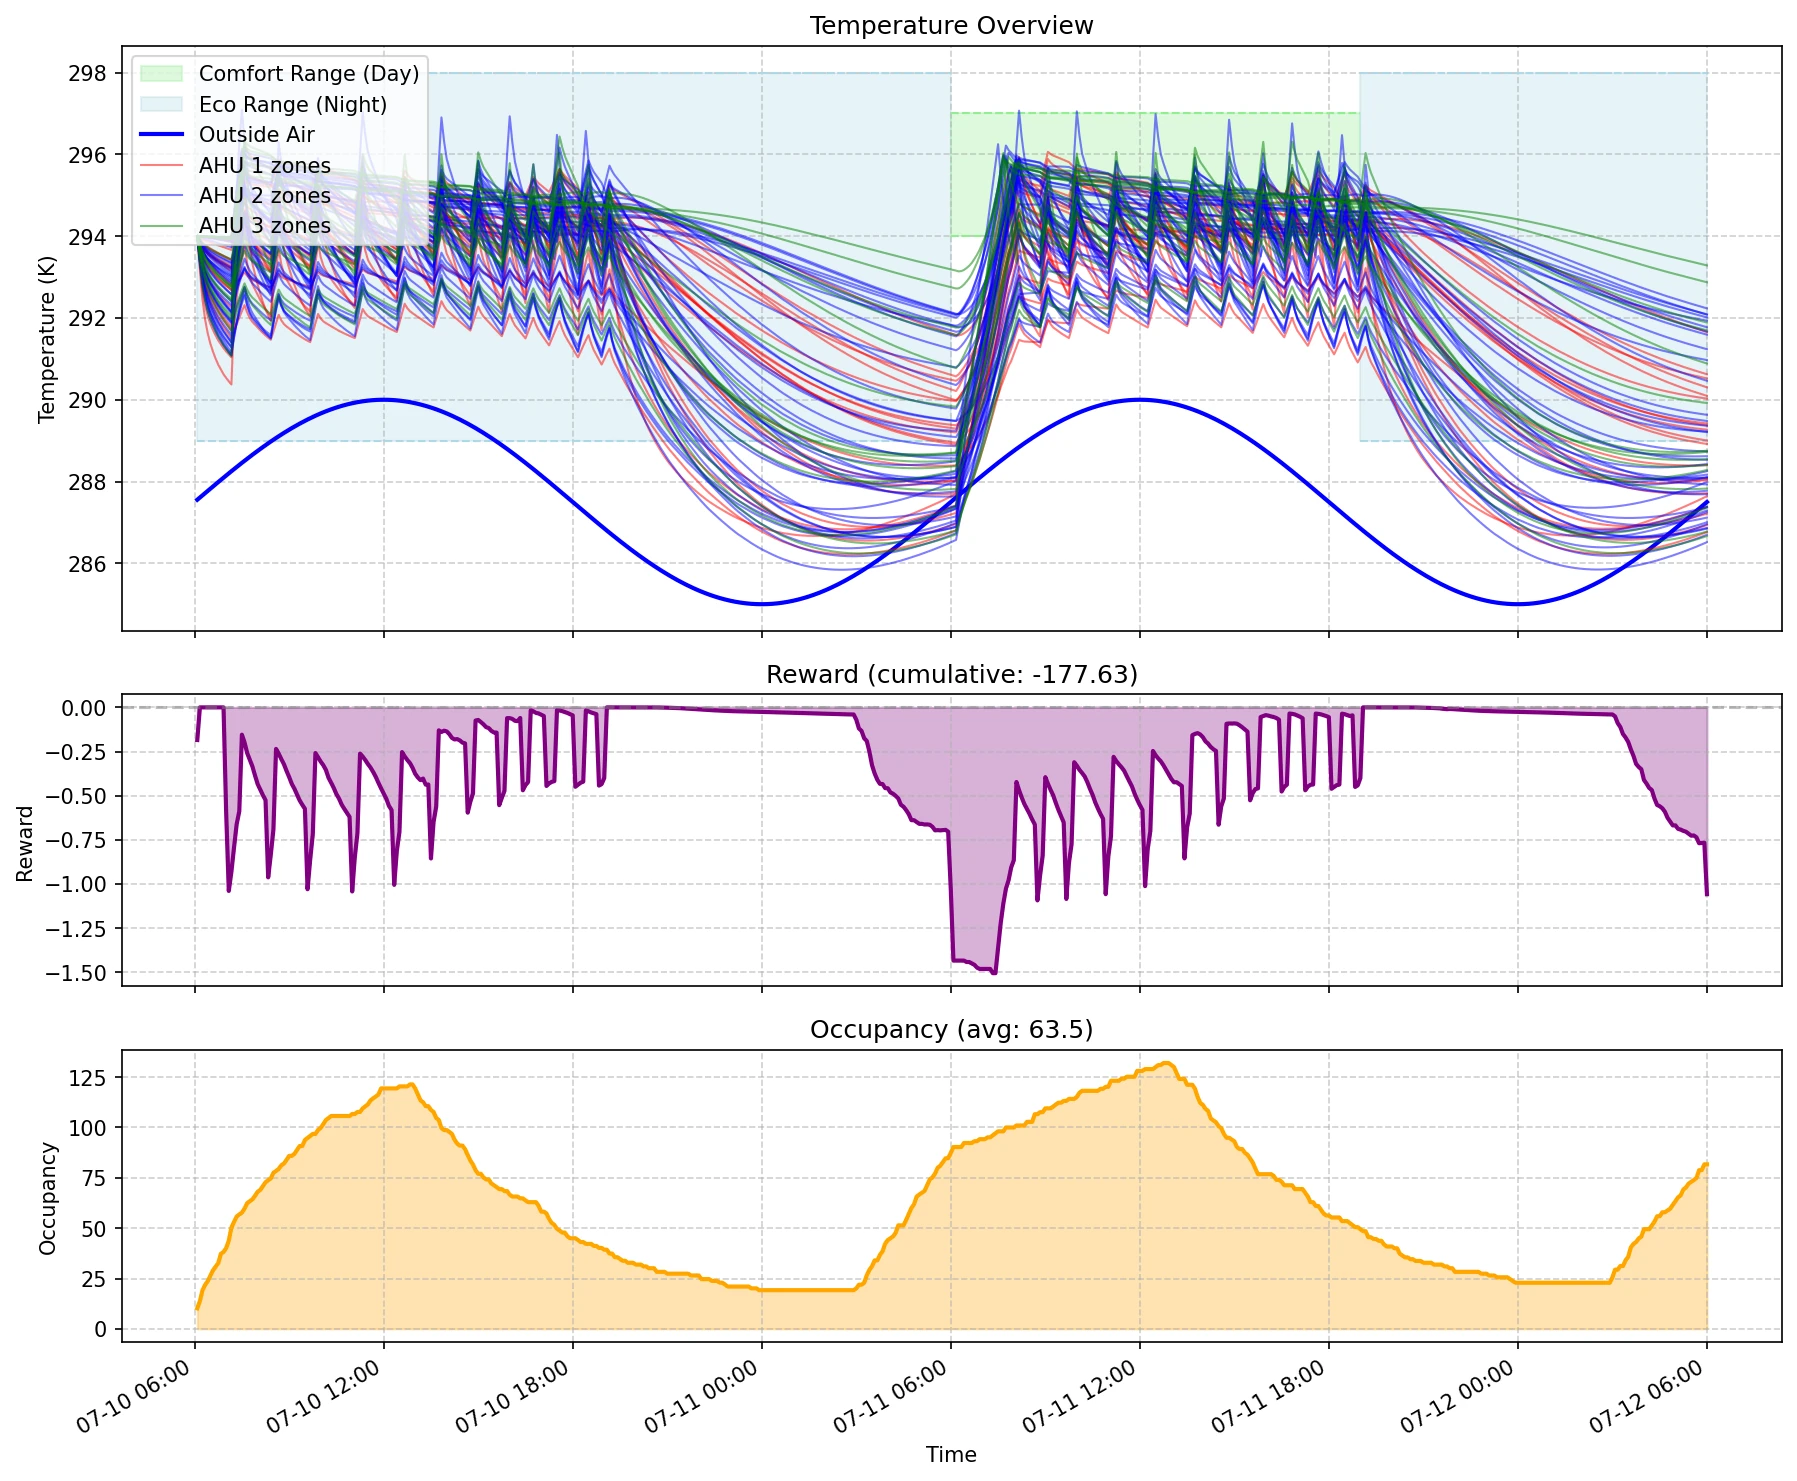 Temperature Overview
Temperature (K)
298
296
294
292
290
288
286
Comfort Range (Day)
Eco Range (Night)
Outside Air
AHU 1 zones
AHU 2 zones
AHU 3 zones
Reward (cumulative: -177.63)
Reward
0.00
−0.25
−0.50
−0.75
−1.00
−1.25
−1.50
Occupancy (avg: 63.5)
Occupancy
125
100
75
50
25
0
07-10 06:00
07-10 12:00
07-10 18:00
07-11 00:00
07-11 06:00
07-11 12:00
07-11 18:00
07-12 00:00
07-12 06:00
Time